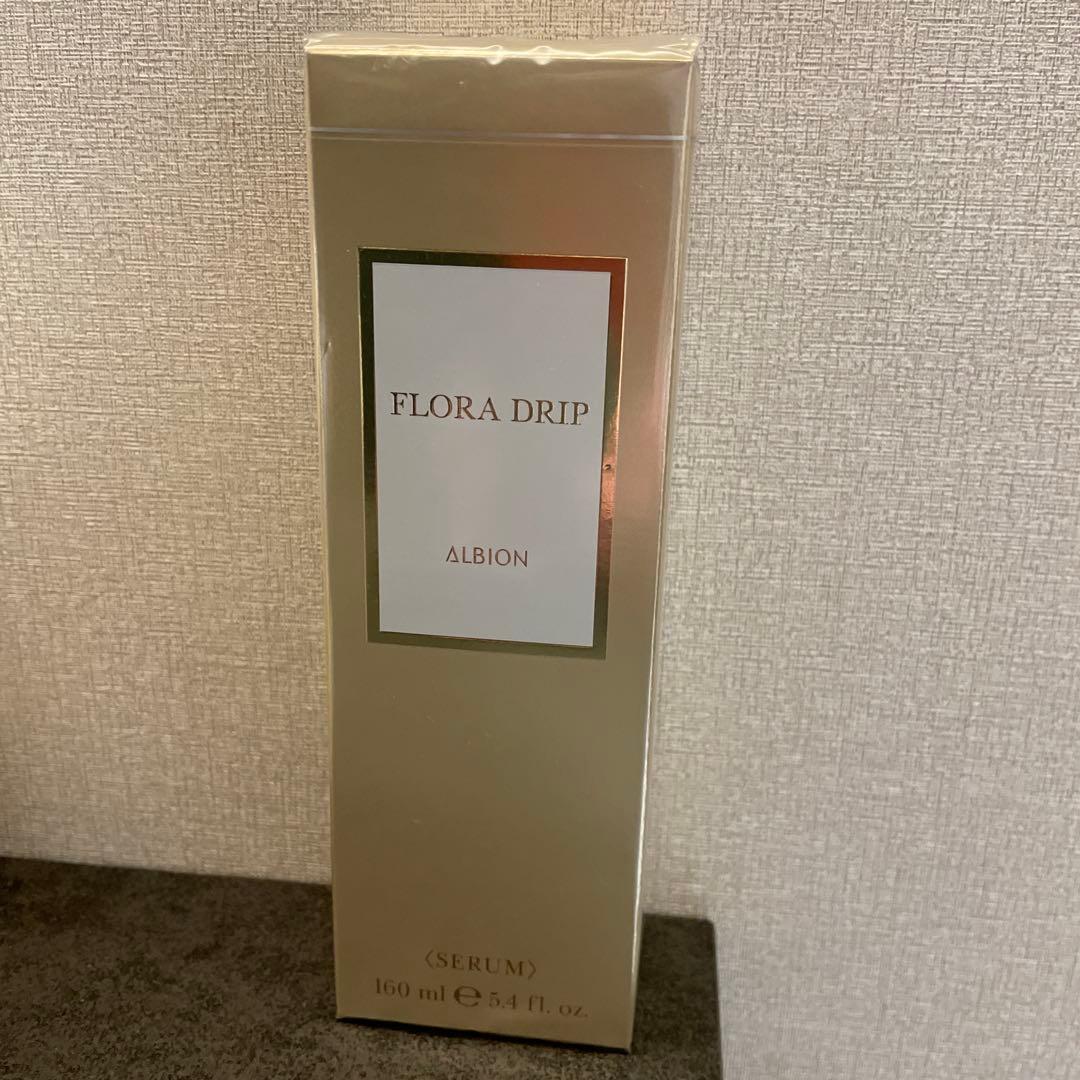 FLORA DRIP
ALBION
〈SERUM〉
160 ml ℮ 5.4 fl. oz.